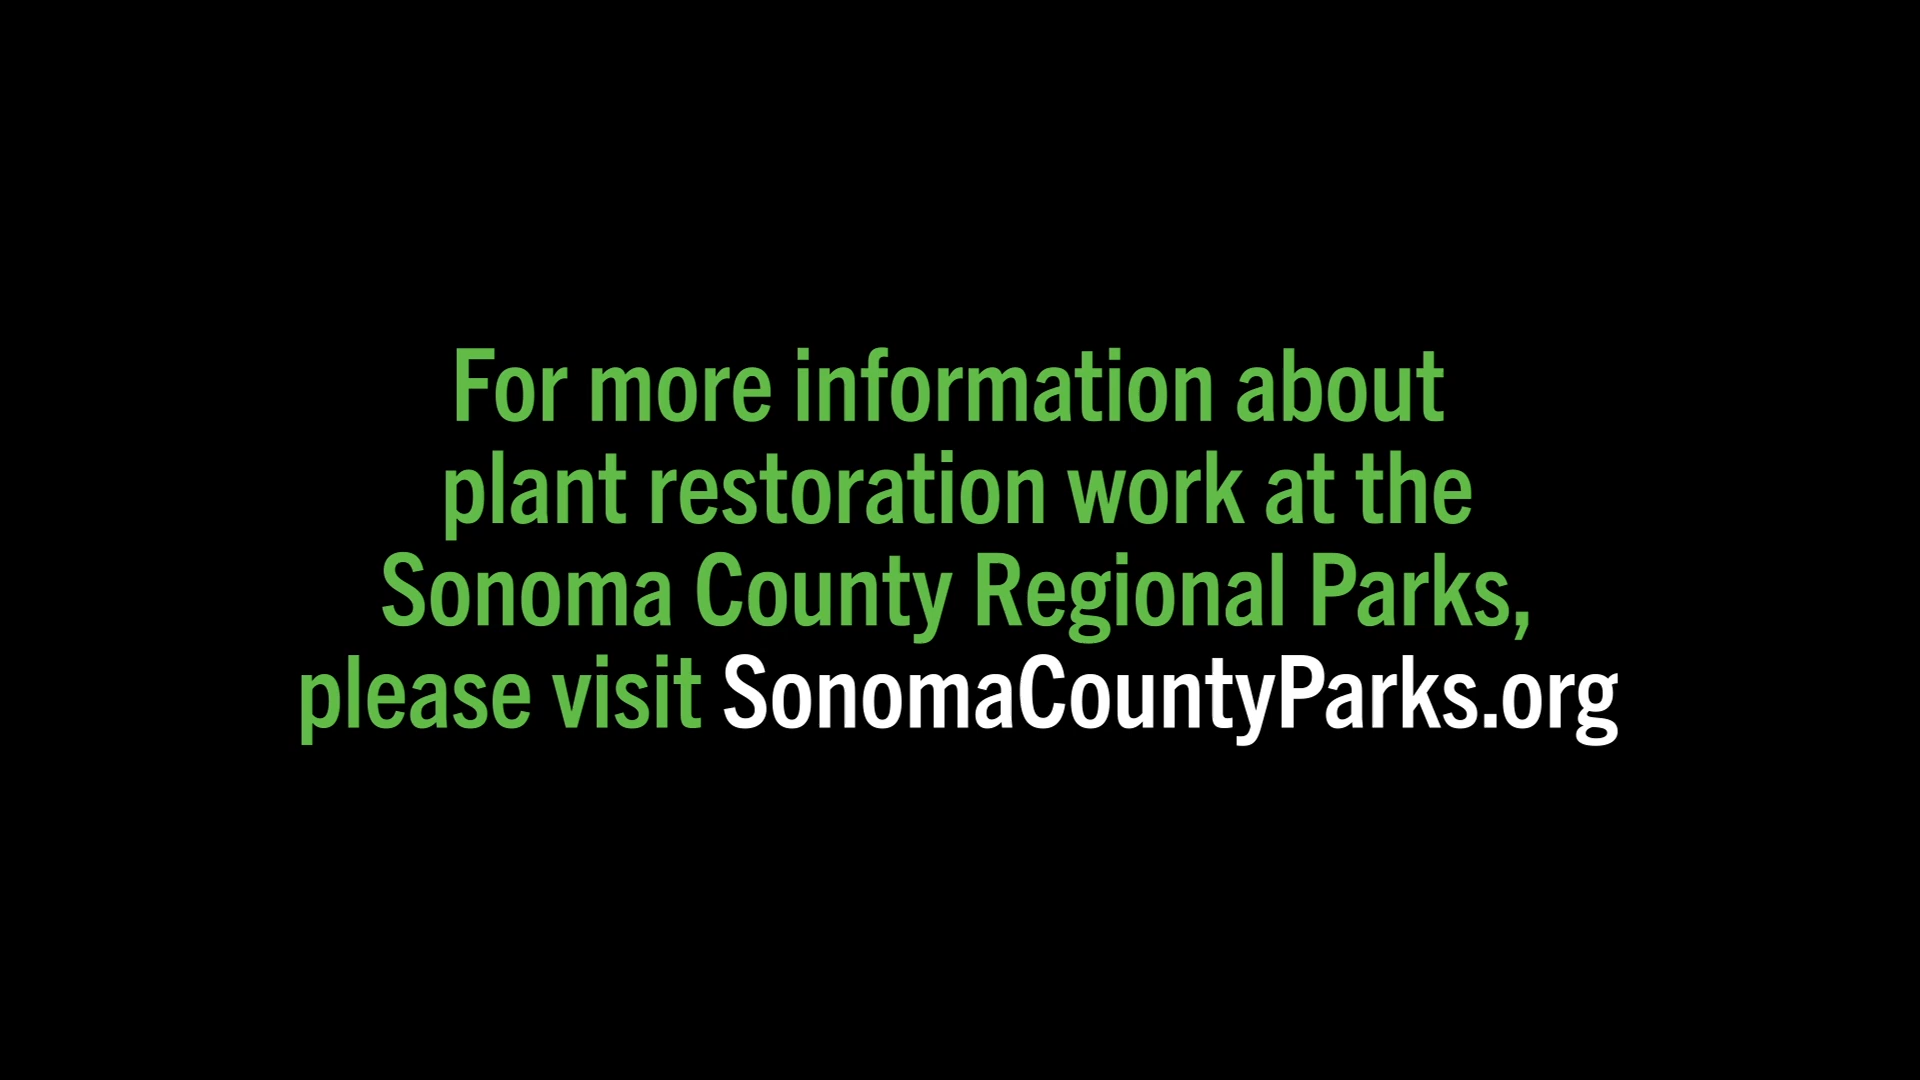 For more information about
plant restoration work at the
Sonoma County Regional Parks,
please visit SonomaCountyParks.org